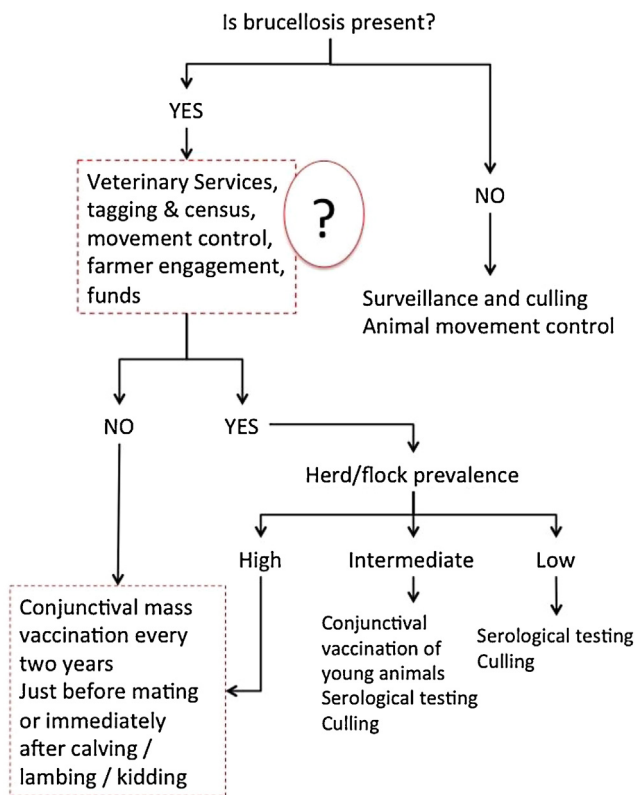 Is brucellosis present?
YES
NO
Veterinary Services,
tagging & census,
movement control,
farmer engagement,
funds
?
Surveillance and culling
Animal movement control
NO
YES
Herd/flock prevalence
High
Intermediate
Low
Conjunctival mass
vaccination every
two years
Just before mating
or immediately
after calving /
lambing / kidding
Conjunctival
vaccination of
young animals
Serological testing
Culling
Serological testing
Culling